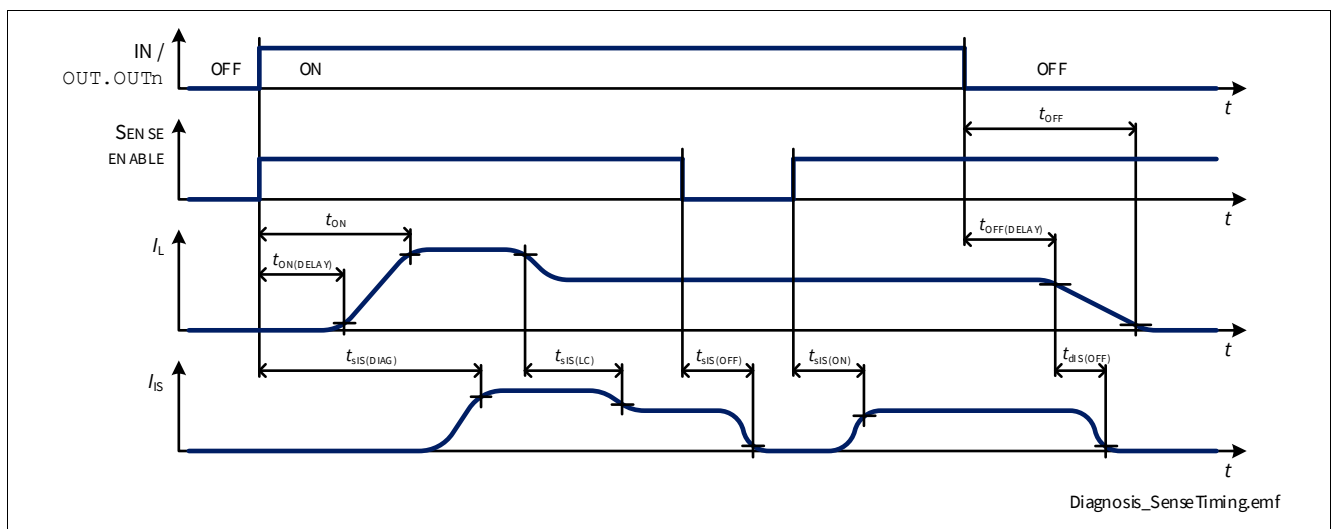 IN /
OUT.OUTn
OFF
ON
OFF
t
SENSE
ENABLE
tOFF
t
IL
tON
tON(DELAY)
tOFF(DELAY)
t
IIS
tsIS(DIAG)
tsIS(LC)
tsIS(OFF)
tsIS(ON)
tdIS(OFF)
t
Diagnosis_SenseTiming.emf